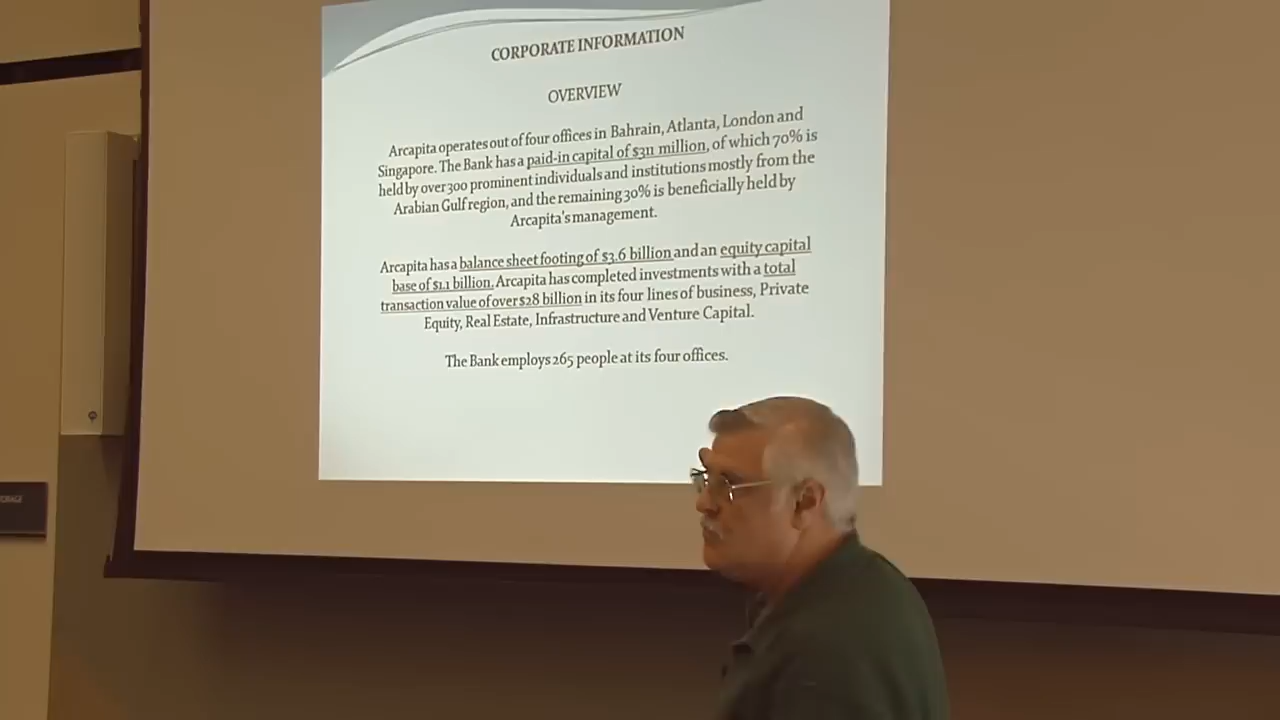 CORPORATE INFORMATION
OVERVIEW
Arcapita operates out of four offices in Bahrain, Atlanta, London and
Singapore. The Bank has a paid-in capital of $311 million, of which 70% is
held by over 300 prominent individuals and institutions mostly from the
Arabian Gulf region, and the remaining 30% is beneficially held by
Arcapita's management.
Arcapita has a balance sheet footing of $3.6 billion and an equity capital
base of $1.1 billion. Arcapita has completed investments with a total
transaction value of over $28 billion in its four lines of business, Private
Equity, Real Estate, Infrastructure and Venture Capital.
The Bank employs 265 people at its four offices.